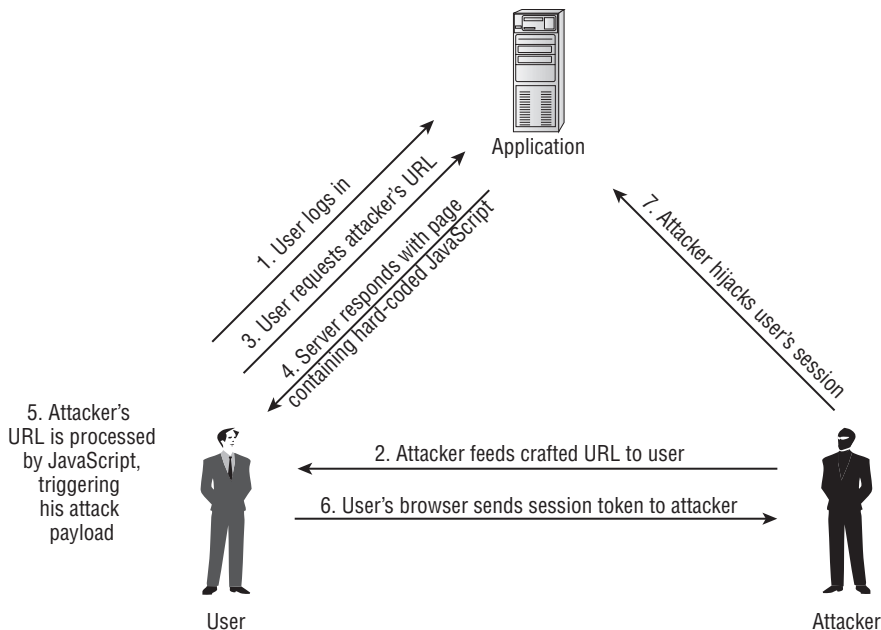 Application
1. User logs in
3. User requests attacker's URL
4. Server responds with page
containing hard-coded JavaScript
7. Attacker hijacks user's session
5. Attacker's
URL is processed
by JavaScript,
triggering
his attack
payload
2. Attacker feeds crafted URL to user
6. User's browser sends session token to attacker
User
Attacker